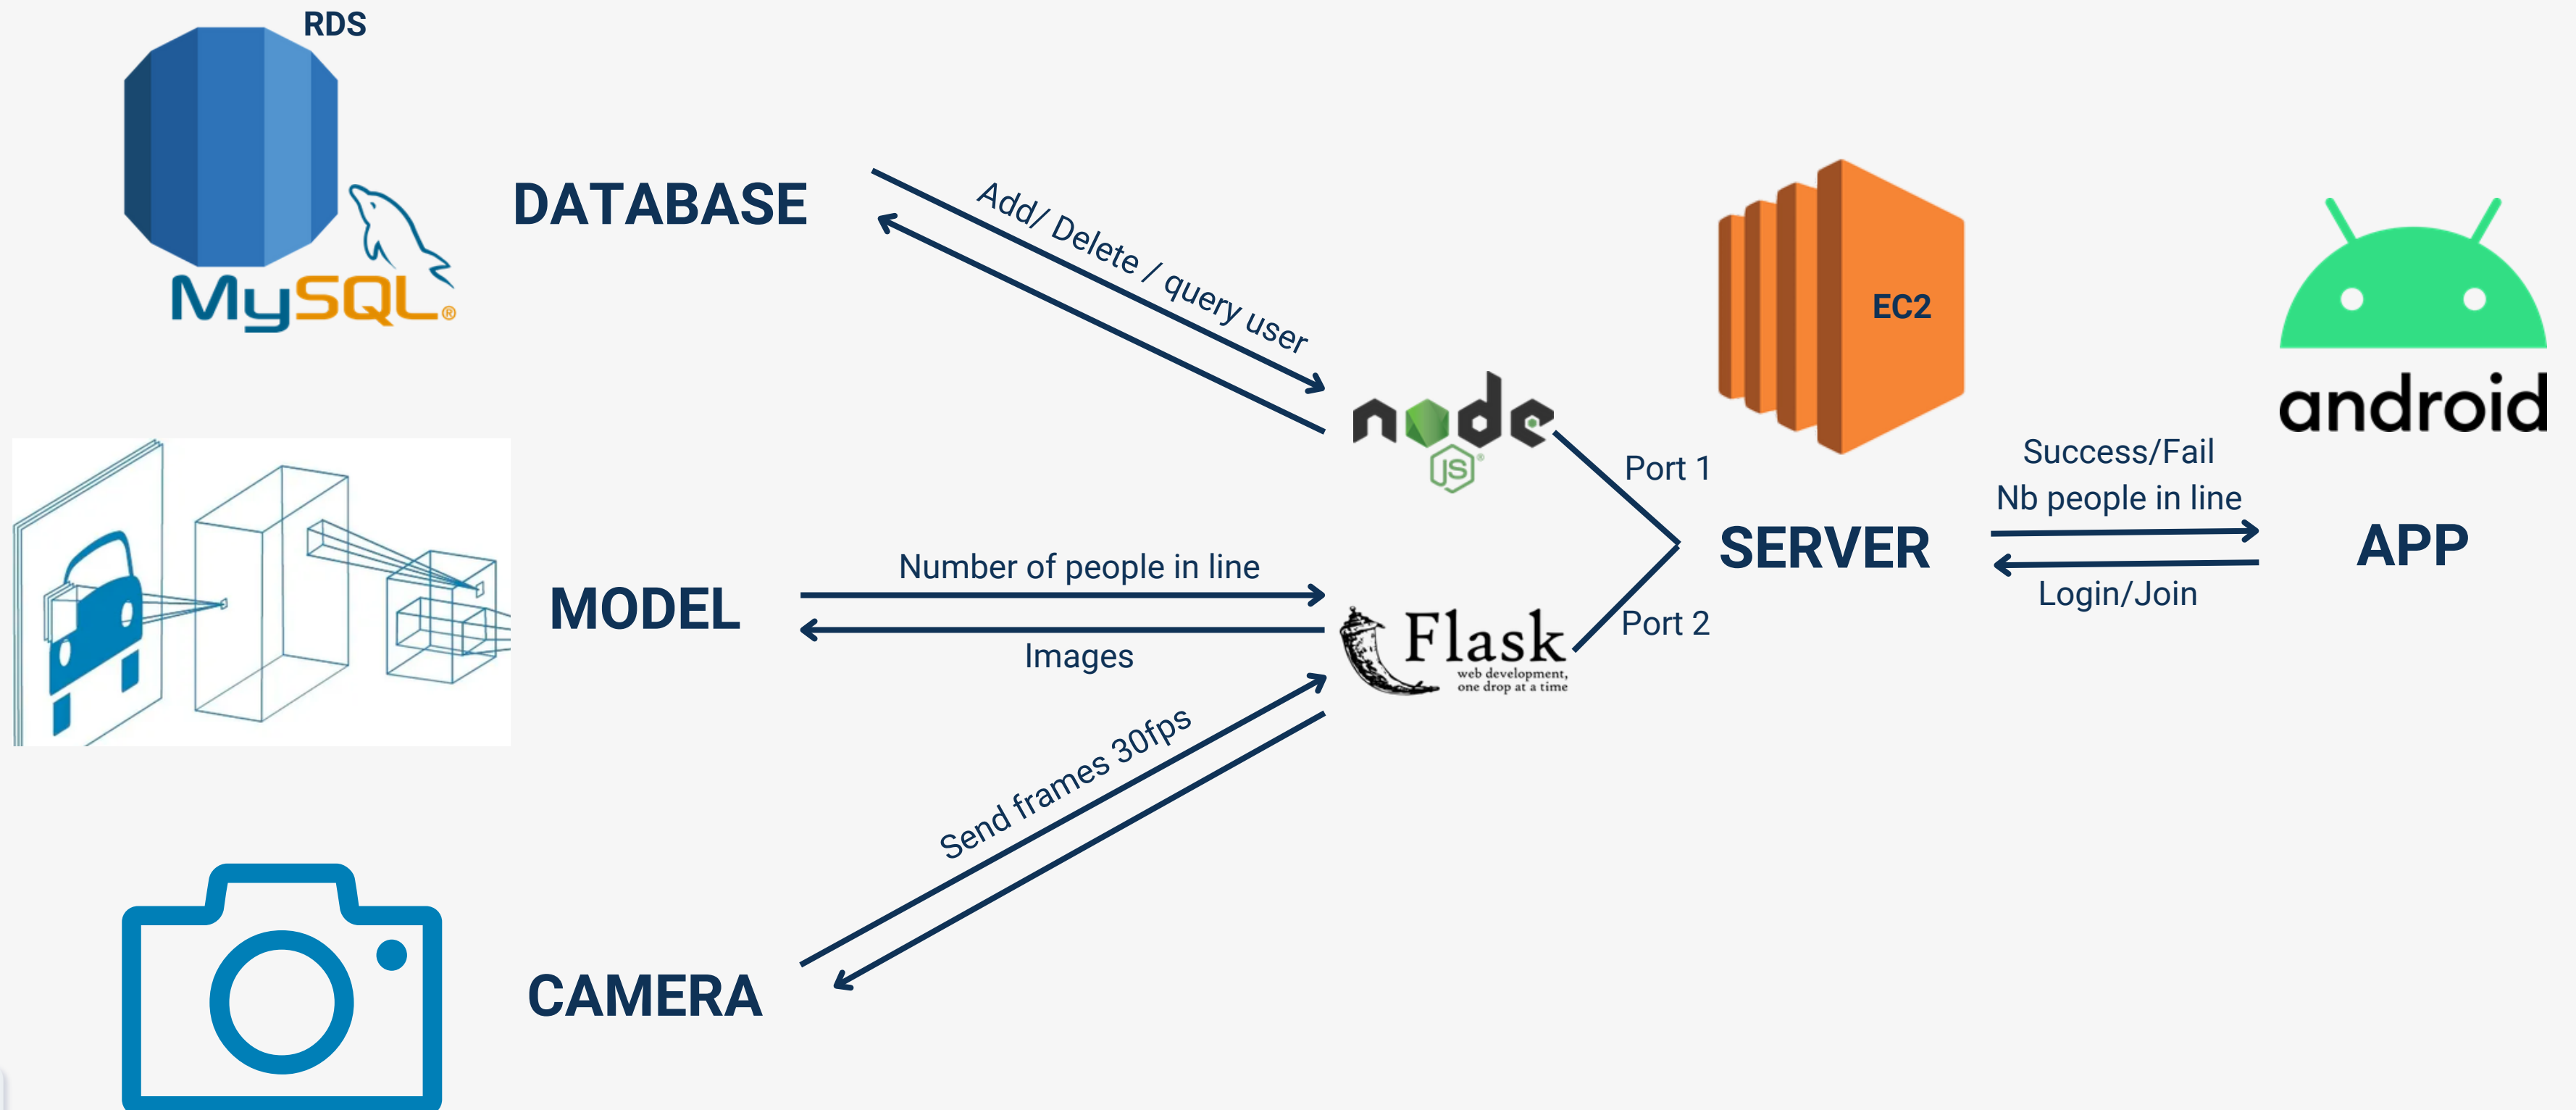 RDS
MySQL®
DATABASE
Add/ Delete / query user
node
JS®
Port 1
EC2
android
Success/Fail
Nb people in line
SERVER
APP
Login/Join
MODEL
Number of people in line
Images
Flask
web development,
one drop at a time
Port 2
Send frames 30fps
CAMERA